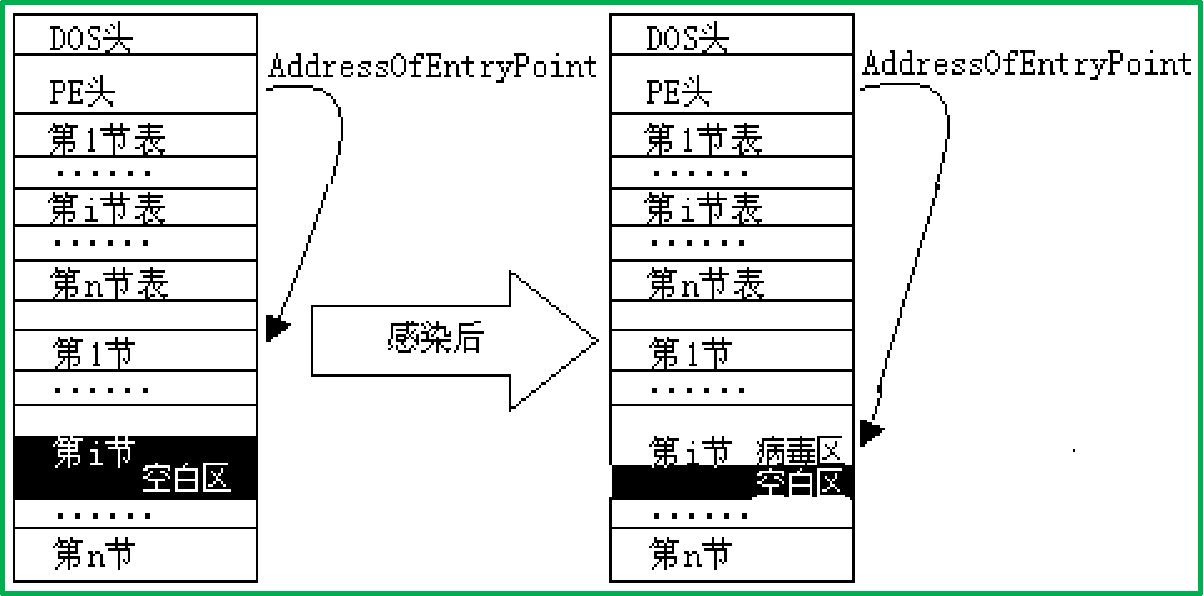 DOS头
AddressOfEntryPoint
PE头
第1节表
......
第i节表
......
第n节表
第1节
......
第i节
空白区
......
第n节
感染后
DOS头
AddressOfEntryPoint
PE头
第1节表
......
第i节表
......
第n节表
第1节
......
第i节 病毒区
空白区
......
第n节